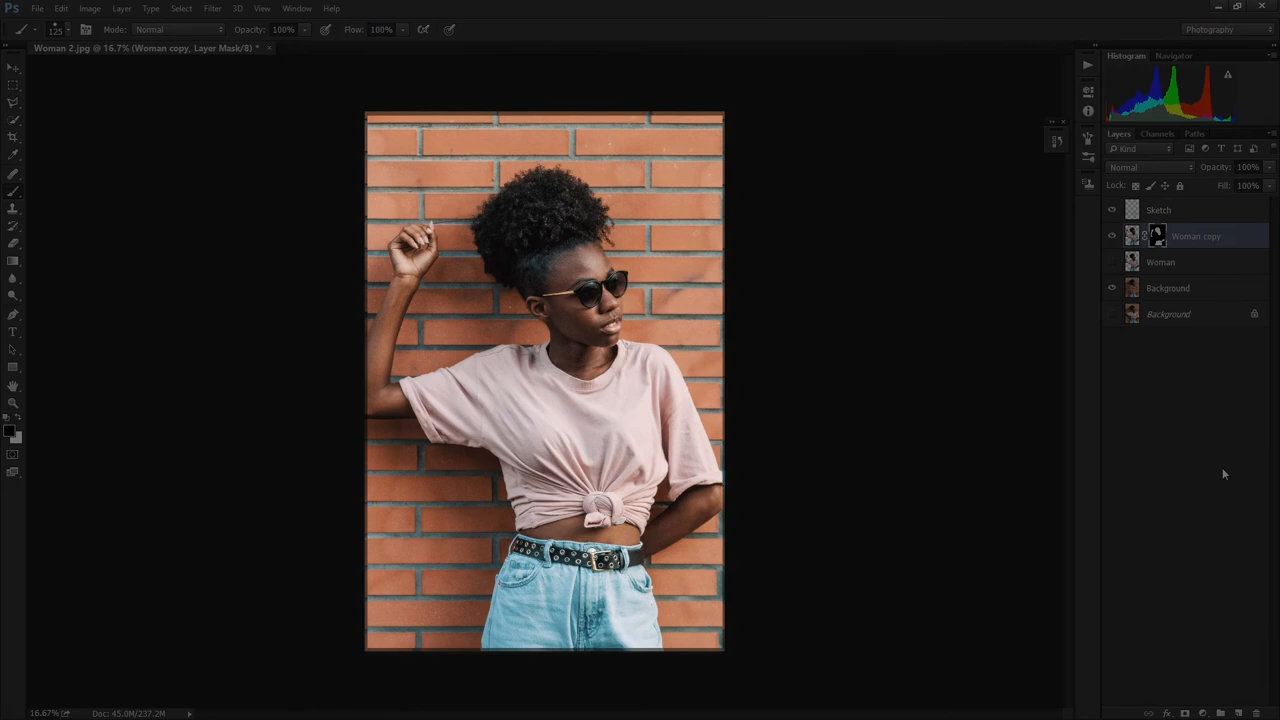 Ps File Edit Image Layer Type Select Filter 3D View Window Help
125 Mode: Normal Opacity: 100% Flow: 100% Photography
Woman 2.jpg @ 16.7% (Woman copy, Layer Mask/8) * ×
Histogram Navigator
Layers Channels Paths
Kind
Normal Opacity: 100%
Lock: Fill: 100%
Sketch
Woman copy
Woman
Background
Background
16.67% Doc: 45.0M/237.2M